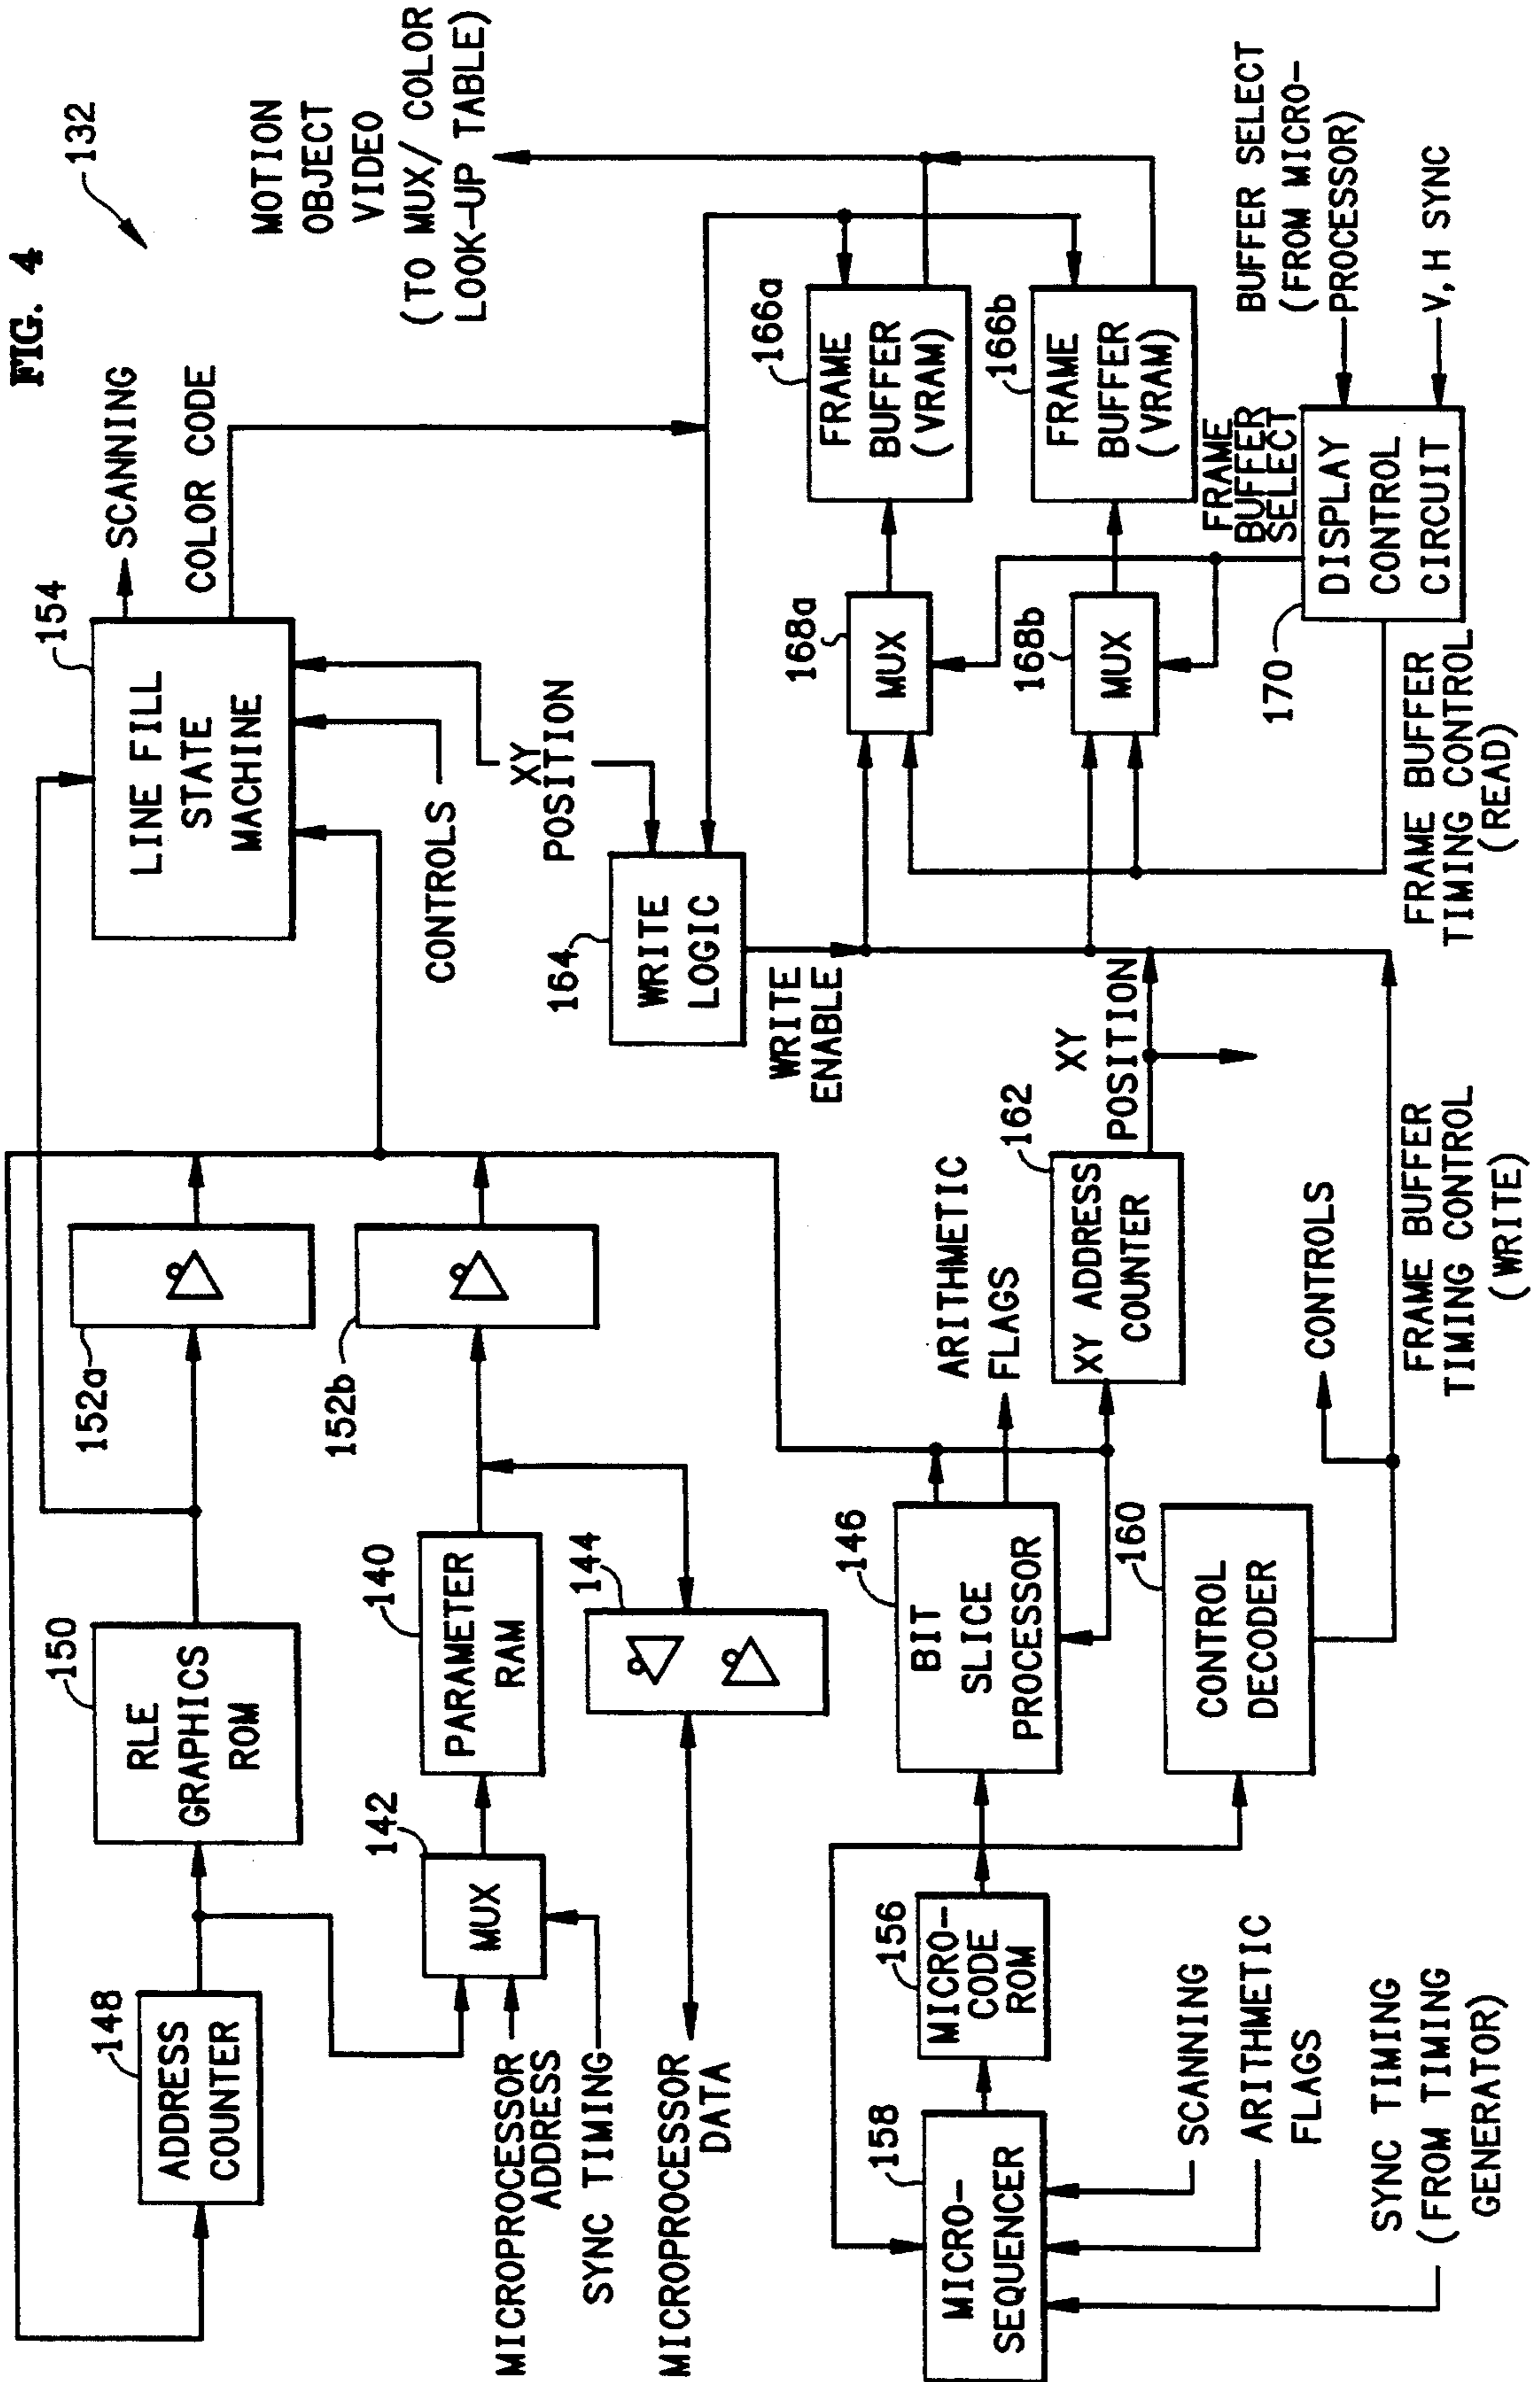 FIG. 4
132
148
ADDRESS
COUNTER
150
RLE
GRAPHICS
ROM
152a
154
LINE FILL
STATE
MACHINE
SCANNING
COLOR CODE
MOTION
OBJECT
VIDEO
(TO MUX/ COLOR
LOOK-UP TABLE)
MICROPROCESSOR
ADDRESS
SYNC TIMING
142
MUX
140
PARAMETER
RAM
152b
CONTROLS
XY
POSITION
MICROPROCESSOR
DATA
144
164
WRITE
LOGIC
WRITE
ENABLE
168a
MUX
166a
FRAME
BUFFER
(VRAM)
168b
MUX
166b
FRAME
BUFFER
(VRAM)
158
MICRO-
SEQUENCER
156
MICRO-
CODE
ROM
146
BIT
SLICE
PROCESSOR
ARITHMETIC
FLAGS
162
XY ADDRESS
COUNTER
XY
POSITION
160
CONTROL
DECODER
CONTROLS
FRAME
BUFFER
SELECT
170
DISPLAY
CONTROL
CIRCUIT
BUFFER SELECT
(FROM MICRO-
PROCESSOR)
V, H SYNC
SCANNING
ARITHMETIC
FLAGS
SYNC TIMING
(FROM TIMING
GENERATOR)
FRAME BUFFER
TIMING CONTROL
(WRITE)
FRAME BUFFER
TIMING CONTROL
(READ)